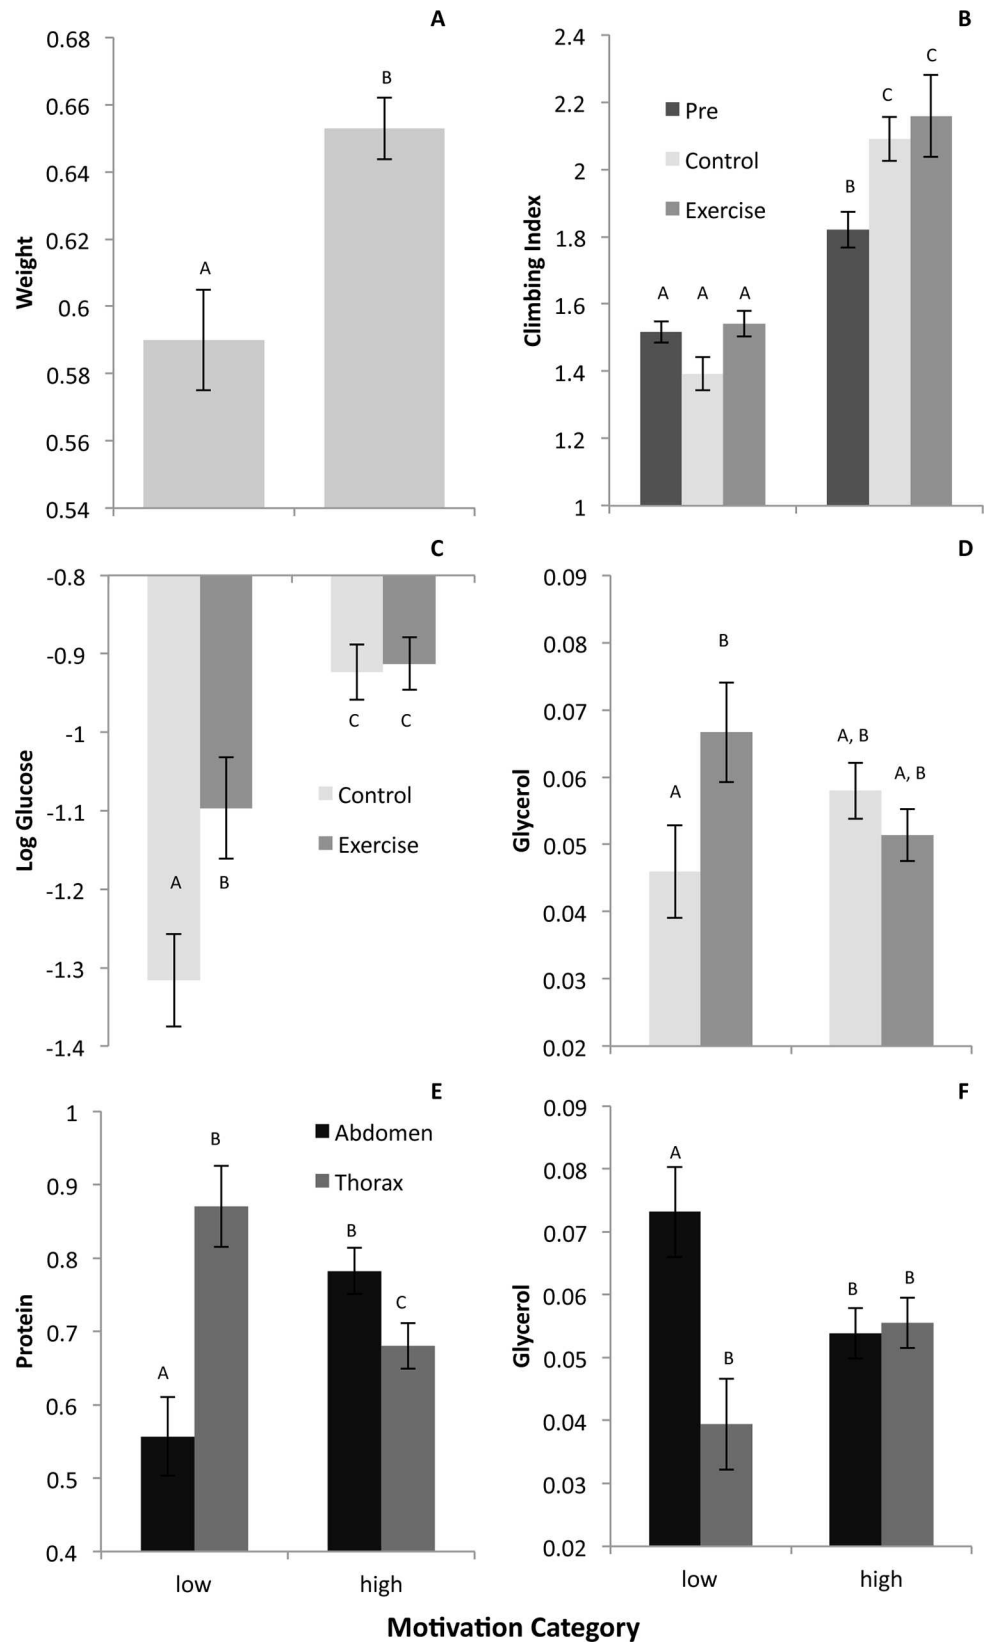 A
0.68
0.66
0.64
0.62
0.6
0.58
0.56
0.54
Weight
A
B
B
2.4
2.2
2
1.8
1.6
1.4
1.2
1
Climbing Index
Pre
Control
Exercise
A
A
A
B
C
C
C
-0.8
-0.9
-1
-1.1
-1.2
-1.3
-1.4
Log Glucose
A
B
C
C
Control
Exercise
D
0.09
0.08
0.07
0.06
0.05
0.04
0.03
0.02
Glycerol
A
B
A, B
A, B
E
1
0.9
0.8
0.7
0.6
0.5
0.4
Protein
Abdomen
Thorax
A
B
B
C
low
high
F
0.09
0.08
0.07
0.06
0.05
0.04
0.03
0.02
Glycerol
A
B
B
B
low
high
Motivation Category